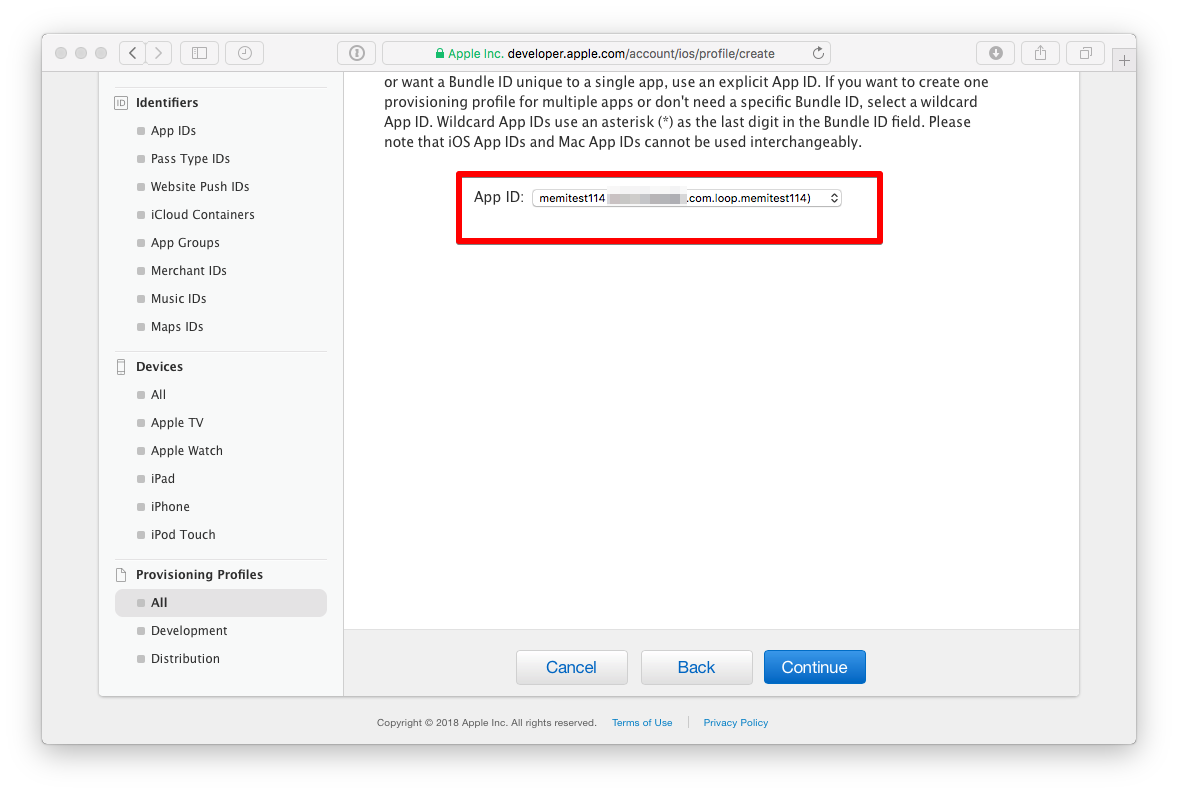 Apple Inc. developer.apple.com/account/ios/profile/create
Identifiers
App IDs
Pass Type IDs
Website Push IDs
iCloud Containers
App Groups
Merchant IDs
Music IDs
Maps IDs
Devices
All
Apple TV
Apple Watch
iPad
iPhone
iPod Touch
Provisioning Profiles
All
Development
Distribution
or want a Bundle ID unique to a single app, use an explicit App ID. If you want to create one
provisioning profile for multiple apps or don't need a specific Bundle ID, select a wildcard
App ID. Wildcard App IDs use an asterisk (*) as the last digit in the Bundle ID field. Please
note that iOS App IDs and Mac App IDs cannot be used interchangeably.
App ID: memitest114 .com.loop.memitest114)
Cancel
Back
Continue
Copyright © 2018 Apple Inc. All rights reserved. Terms of Use Privacy Policy